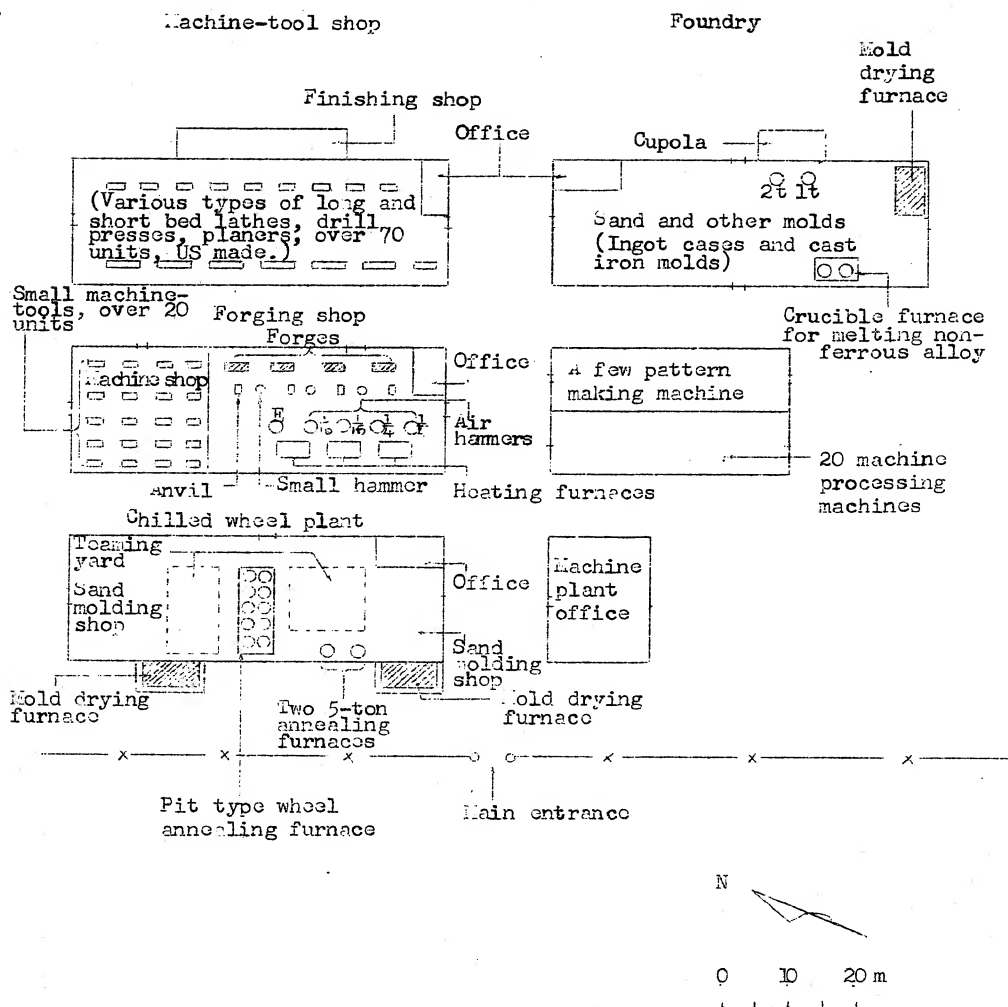 Machine-tool shop
Foundry
Mold
drying
furnace
Finishing shop
Office
Cupola
2t 1t
(Various types of long and
short bed lathes, drill
presses, planers, over 70
units, US made.)
Sand and other molds
(Ingot cases and cast
iron molds)
Small machine-
tools, over 20
units
Forging shop
Forges
Crucible furnace
for melting non-
ferrous alloy
Machine shop
Office
A few pattern
making machine
E
Air
hammers
Anvil
Small hammer
Heating furnaces
20 machine
processing
machines
Chilled wheel plant
Teaming
yard
Sand
molding
shop
Office
Machine
plant
office
Sand
molding
shop
Mold drying
furnace
Two 5-ton
annealing
furnaces
Mold drying
furnace
Pit type wheel
annealing furnace
Main entrance
N
0 10 20 m